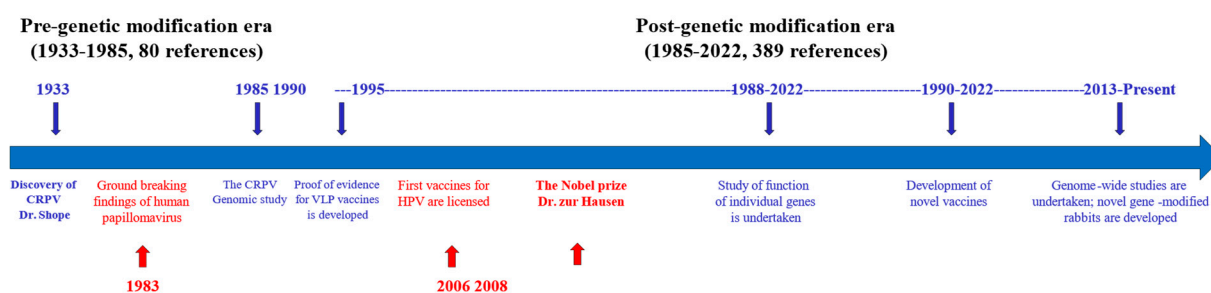 Pre-genetic modification era
(1933-1985, 80 references)
Post-genetic modification era
(1985-2022, 389 references)
1933
1985 1990
---1995----------------------------------------------------1988-2022------------------1990-2022--------------2013-Present
Discovery of
CRPV
Dr. Shope
Ground breaking
findings of human
papillomavirus
The CRPV
Genomic study
Proof of evidence
for VLP vaccines
is developed
First vaccines for
HPV are licensed
The Nobel prize
Dr. zur Hausen
Study of function
of individual genes
is undertaken
Development of
novel vaccines
Genome-wide studies are
undertaken; novel gene -modified
rabbits are developed
1983
2006 2008